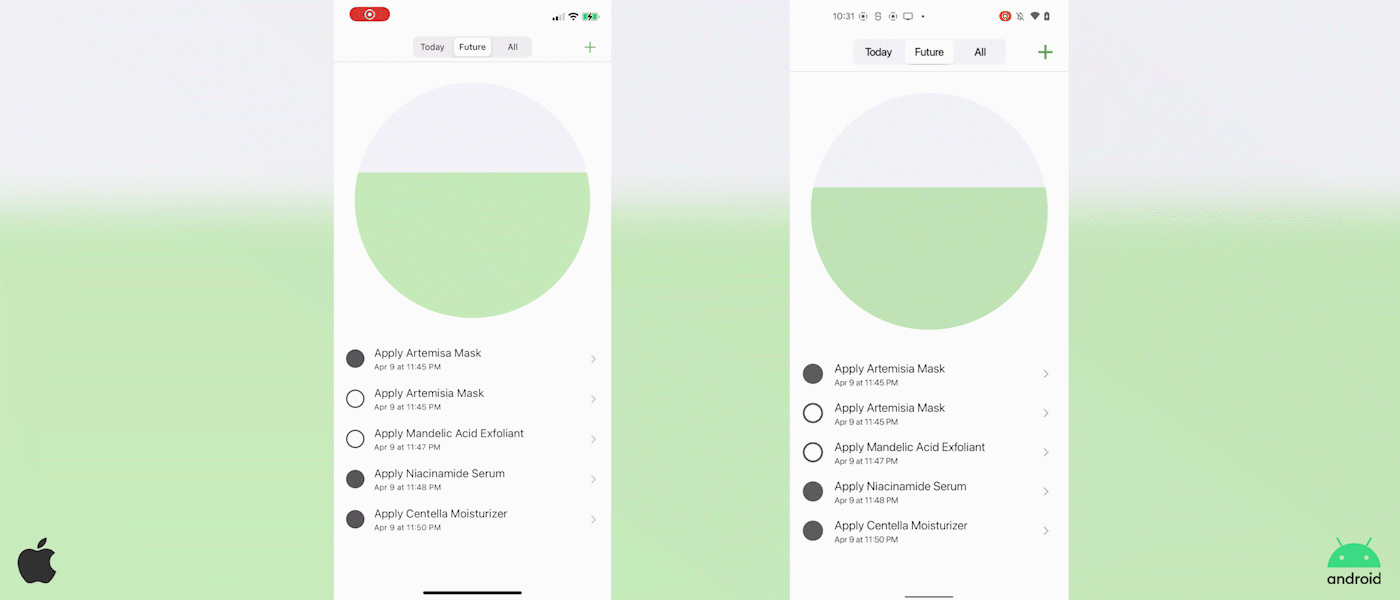 Today Future All +
Apply Artemisa Mask
Apr 9 at 11:45 PM
Apply Artemisia Mask
Apr 9 at 11:45 PM
Apply Mandelic Acid Exfoliant
Apr 9 at 11:47 PM
Apply Niacinamide Serum
Apr 9 at 11:48 PM
Apply Centella Moisturizer
Apr 9 at 11:50 PM
10:31
Today Future All +
Apply Artemisia Mask
Apr 9 at 11:45 PM
Apply Artemisia Mask
Apr 9 at 11:45 PM
Apply Mandelic Acid Exfoliant
Apr 9 at 11:47 PM
Apply Niacinamide Serum
Apr 9 at 11:48 PM
Apply Centella Moisturizer
Apr 9 at 11:50 PM
android